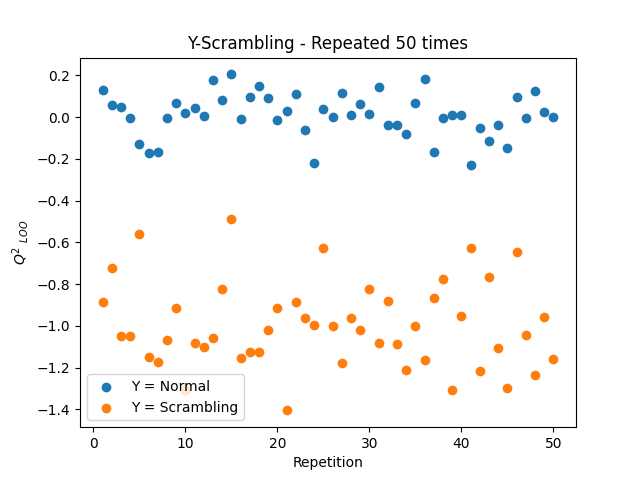 Y-Scrambling - Repeated 50 times
0.2
0.0
−0.2
−0.4
−0.6
−0.8
−1.0
−1.2
−1.4
Q² LOO
Y = Normal
Y = Scrambling
0 10 20 30 40 50
Repetition